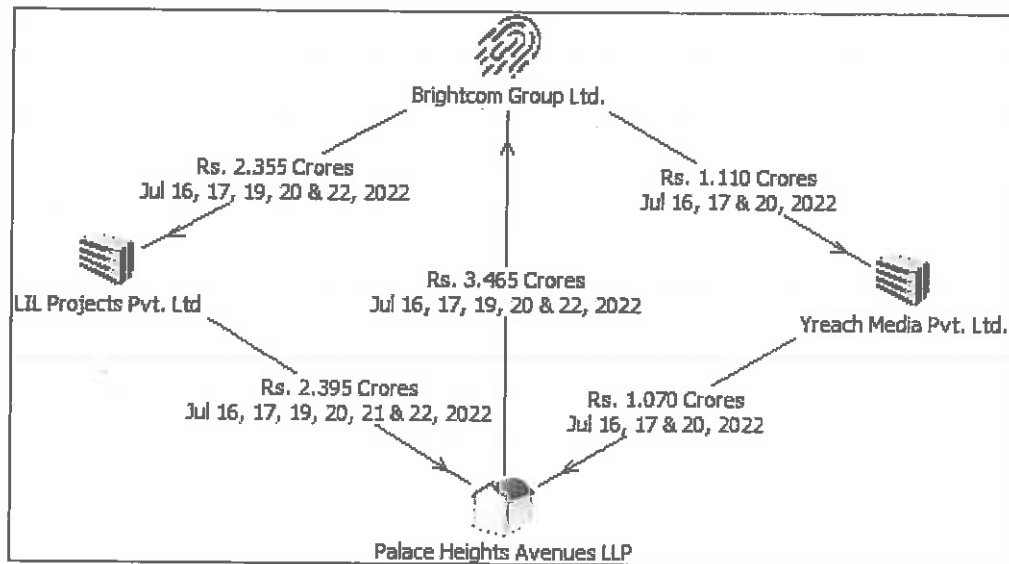 Brightcom Group Ltd.
Rs. 2.355 Crores
Jul 16, 17, 19, 20 & 22, 2022
Rs. 1.110 Crores
Jul 16, 17 & 20, 2022
LIL Projects Pvt. Ltd
Rs. 3.465 Crores
Jul 16, 17, 19, 20 & 22, 2022
Yreach Media Pvt. Ltd.
Rs. 2.395 Crores
Jul 16, 17, 19, 20, 21 & 22, 2022
Rs. 1.070 Crores
Jul 16, 17 & 20, 2022
Palace Heights Avenues LLP